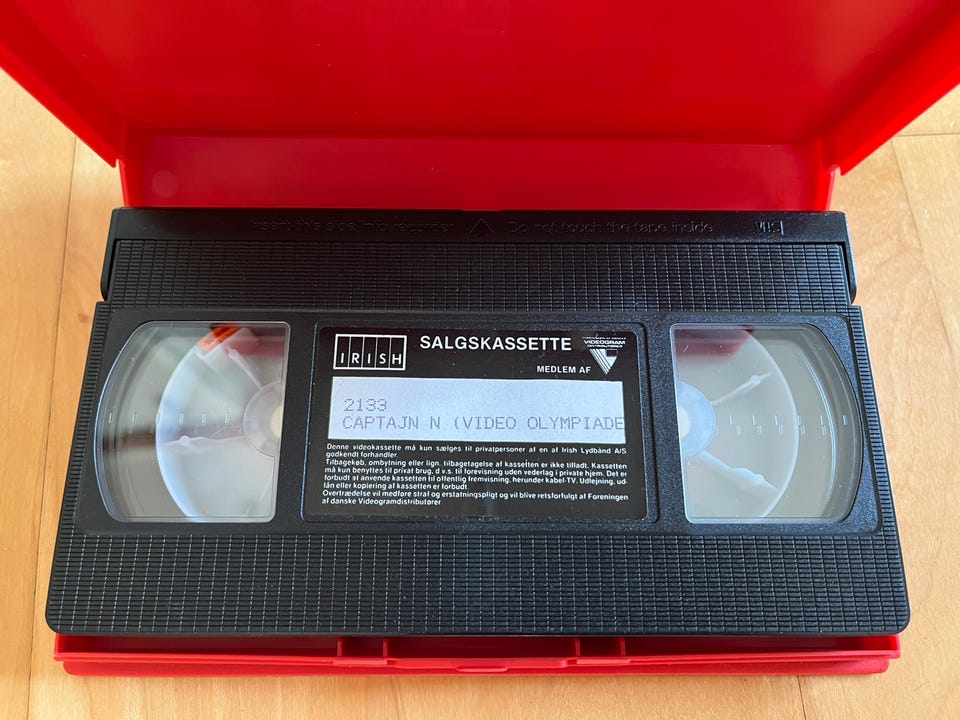 Insert this side into recorder △ Do not touch the tape inside VHS
IRISH
SALGSKASSETTE
VIDEOGRAM
MEDLEM AF
2133
CAPTAJN N (VIDEO OLYMPIADE
Denne videokassette må kun sælges til privatpersoner af en af Irish Lydbånd A/S
godkendt forhandler.
Tilbagekøb, ombytning eller lign. tilbagetagelse af kassetten er ikke tilladt. Kassetten
må kun benyttes til privat brug, d.v.s. til forevisning uden vederlag i private hjem. Det er
forbudt at anvende kassetten til offentlig fremvisning, herunder kabel-TV. Udlejning, ud-
lån eller kopiering af kassetten er forbudt.
Overtrædelse vil medføre straf og erstatningspligt og vil blive retsforfulgt af Foreningen
af danske Videogramdistributører